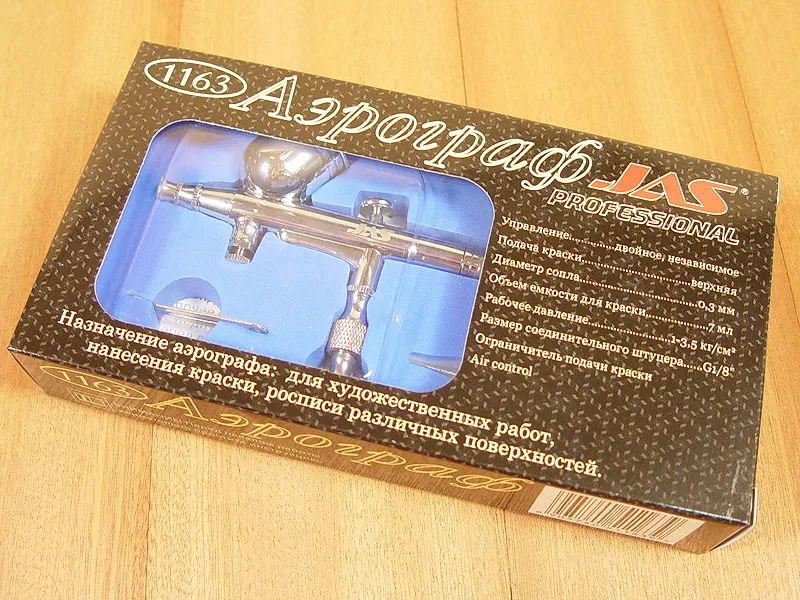 1163 Аэрограф
JAS®
PROFESSIONAL
JAS
Управление............двойное, независимое
Подача краски..............................верхняя
Диаметр сопла................................0,3 мм
Объем емкости для краски...............7 мл
Рабочее давление....................1-3,5 кг/см²
Размер соединительного штуцера.....G1/8"
Ограничитель подачи краски
Air control
Назначение аэрографа: для художественных работ,
нанесения краски, росписи различных поверхностей.
1163 Аэрограф